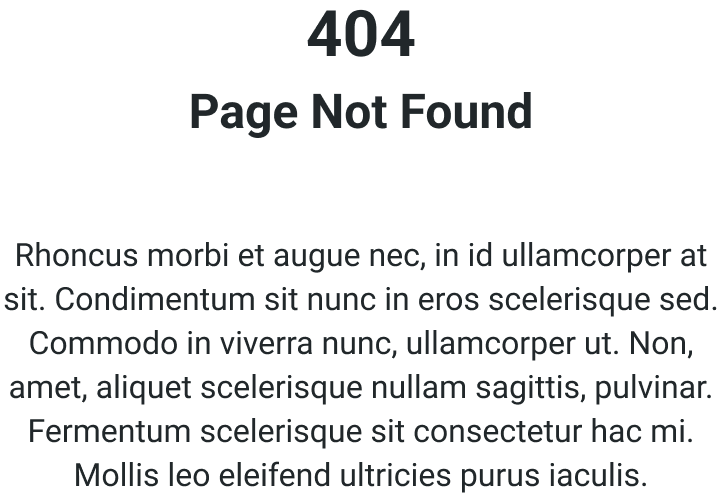 404
Page Not Found
Rhoncus morbi et augue nec, in id ullamcorper at
sit. Condimentum sit nunc in eros scelerisque sed.
Commodo in viverra nunc, ullamcorper ut. Non,
amet, aliquet scelerisque nullam sagittis, pulvinar.
Fermentum scelerisque sit consectetur hac mi.
Mollis leo eleifend ultricies purus iaculis.